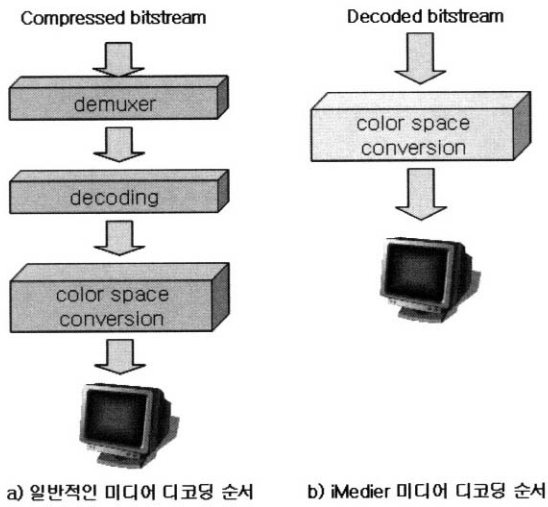 Compressed bitstream
demuxer
decoding
color space
conversion
a) 일반적인 미디어 디코딩 순서
Decoded bitstream
color space
conversion
b) iMedier 미디어 디코딩 순서